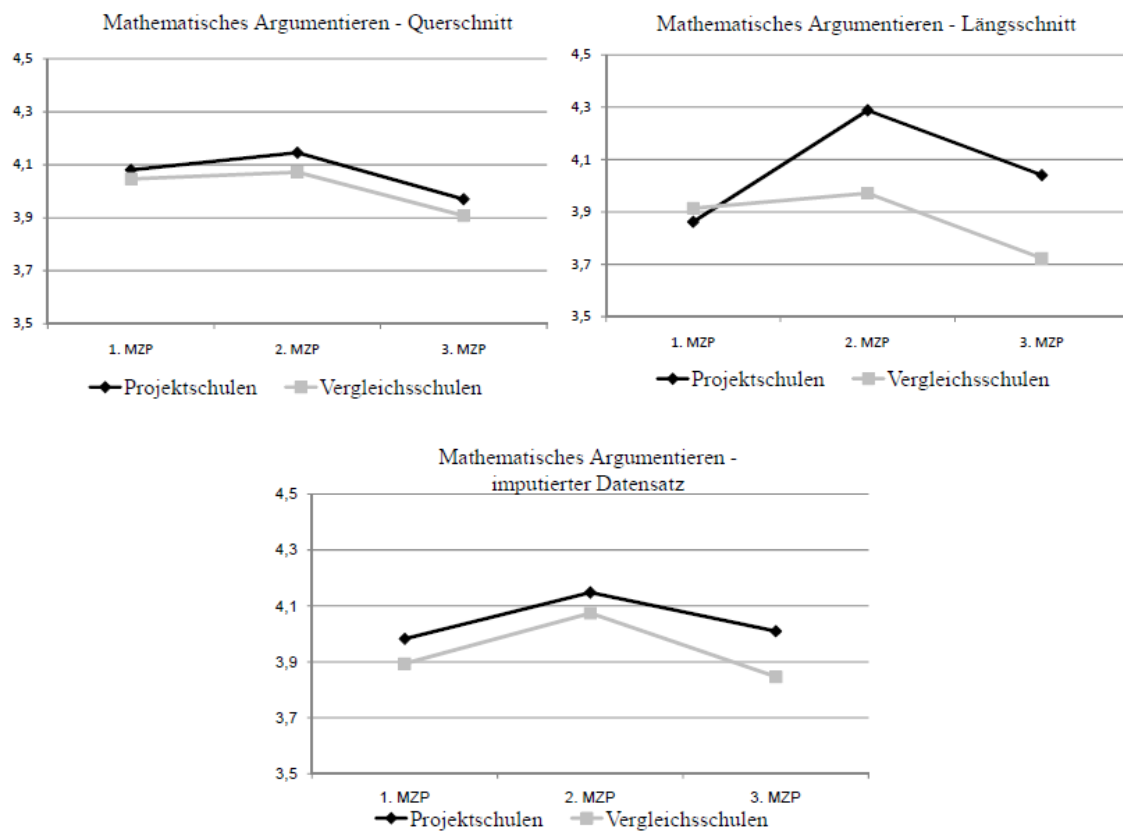 Mathematisches Argumentieren - Querschnitt
4,5
4,3
4,1
3,9
3,7
3,5
1. MZP 2. MZP 3. MZP
Projektschulen Vergleichsschulen
Mathematisches Argumentieren - Längsschnitt
4,5
4,3
4,1
3,9
3,7
3,5
1. MZP 2. MZP 3. MZP
Projektschulen Vergleichsschulen
Mathematisches Argumentieren -
imputierter Datensatz
4,5
4,3
4,1
3,9
3,7
3,5
1. MZP 2. MZP 3. MZP
Projektschulen Vergleichsschulen